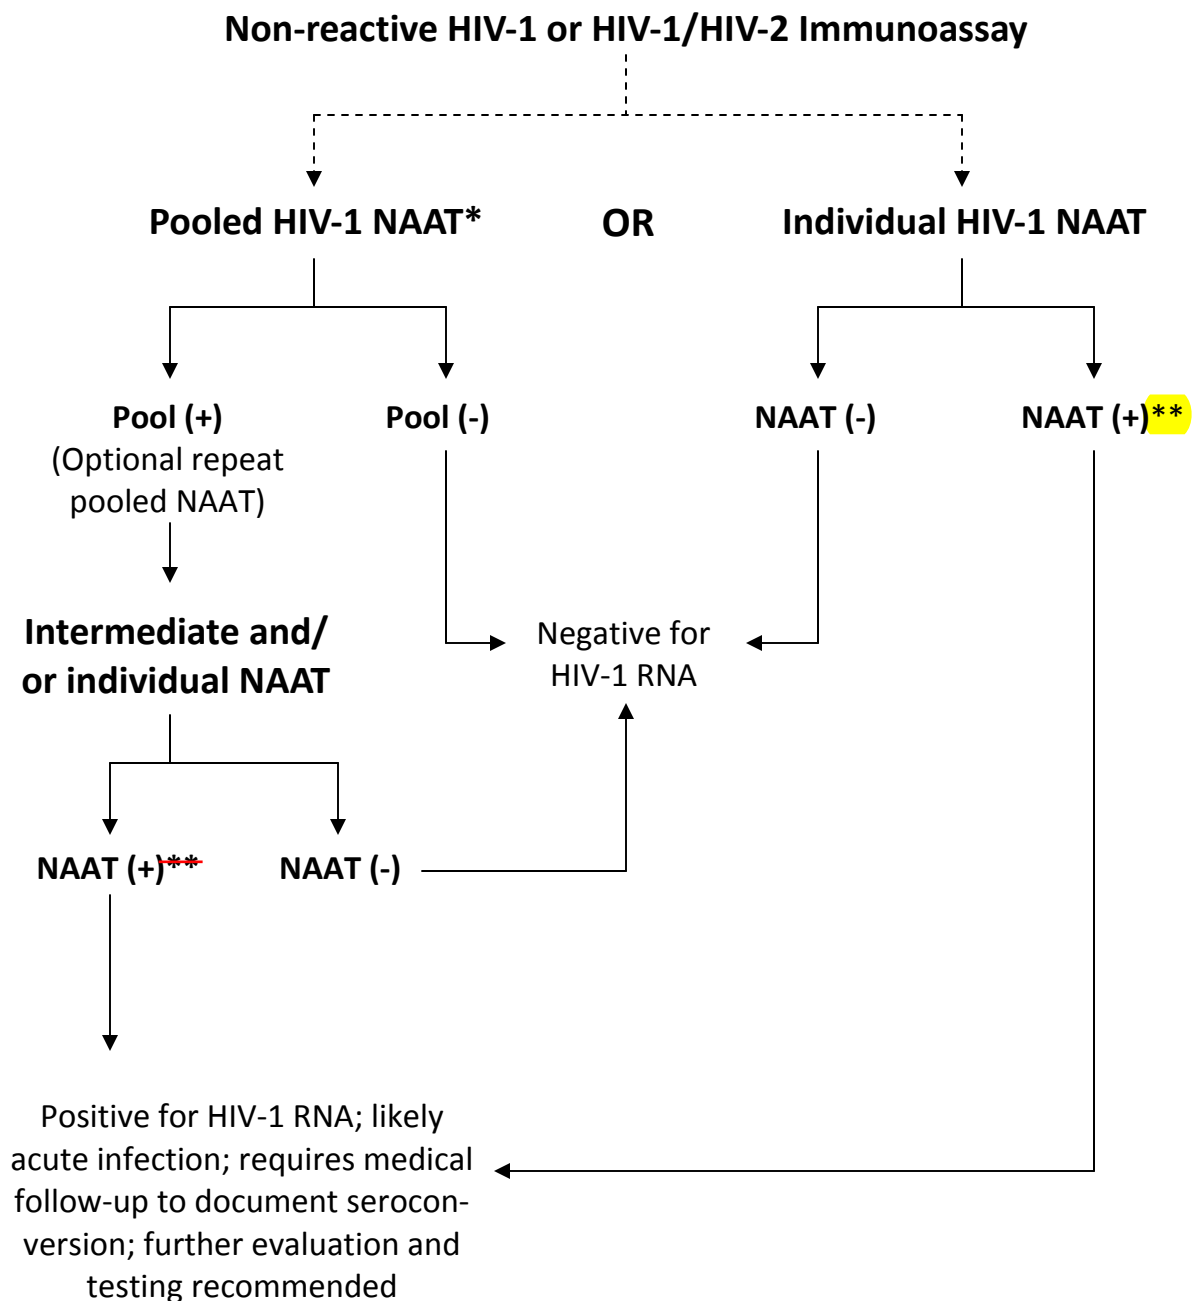 Non-reactive HIV-1 or HIV-1/HIV-2 Immunoassay
Pooled HIV-1 NAAT*
OR
Individual HIV-1 NAAT
Pool (+)
(Optional repeat
pooled NAAT)
Pool (-)
NAAT (-)
NAAT (+)**
Intermediate and/
or individual NAAT
Negative for
HIV-1 RNA
NAAT (+)**
NAAT (-)
Positive for HIV-1 RNA; likely
acute infection; requires medical
follow-up to document serocon-
version; further evaluation and
testing recommended